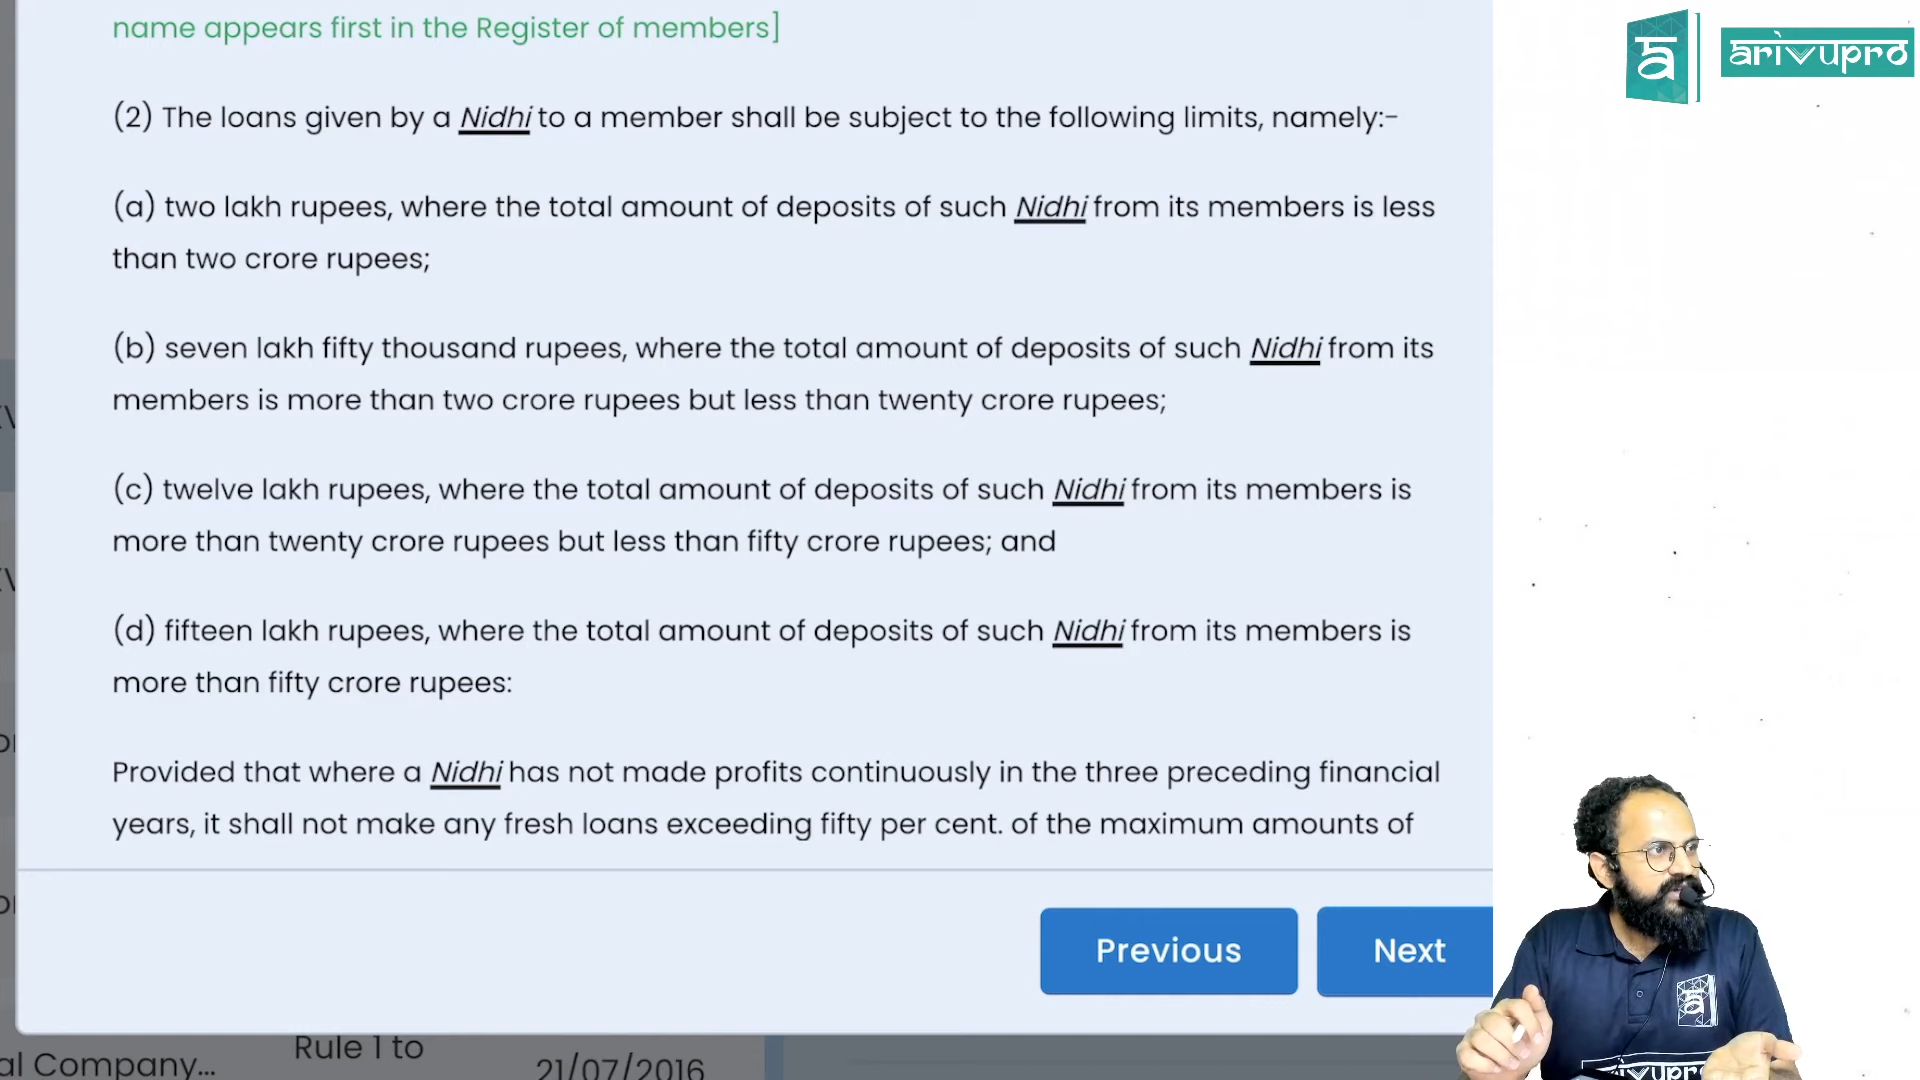 name appears first in the Register of members]
(2) The loans given by a Nidhi to a member shall be subject to the following limits, namely:-
(a) two lakh rupees, where the total amount of deposits of such Nidhi from its members is less
than two crore rupees;
(b) seven lakh fifty thousand rupees, where the total amount of deposits of such Nidhi from its
members is more than two crore rupees but less than twenty crore rupees;
(c) twelve lakh rupees, where the total amount of deposits of such Nidhi from its members is
more than twenty crore rupees but less than fifty crore rupees; and
(d) fifteen lakh rupees, where the total amount of deposits of such Nidhi from its members is
more than fifty crore rupees:
Provided that where a Nidhi has not made profits continuously in the three preceding financial
years, it shall not make any fresh loans exceeding fifty per cent. of the maximum amounts of
Previous
Next
al Company...
Rule 1 to
21/07/2016
arivupro